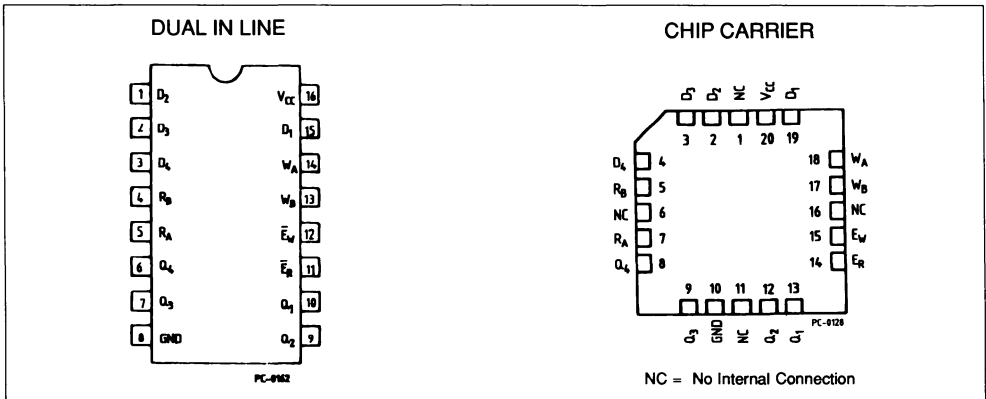 DUAL IN LINE
1 D2 VCC 16
2 D3 D1 15
3 D4 WA 14
4 RB WB 13
5 RA E̅W 12
6 Q4 E̅R 11
7 Q3 Q1 10
8 GND Q2 9
PC-0162
CHIP CARRIER
D3 D2 NC VCC D1
3 2 1 20 19
D4 4 18 WA
RB 5 17 WB
NC 6 16 NC
RA 7 15 EW
Q4 8 14 ER
9 10 11 12 13
Q3 GND NC Q2 Q1
PC-0128
NC = No Internal Connection